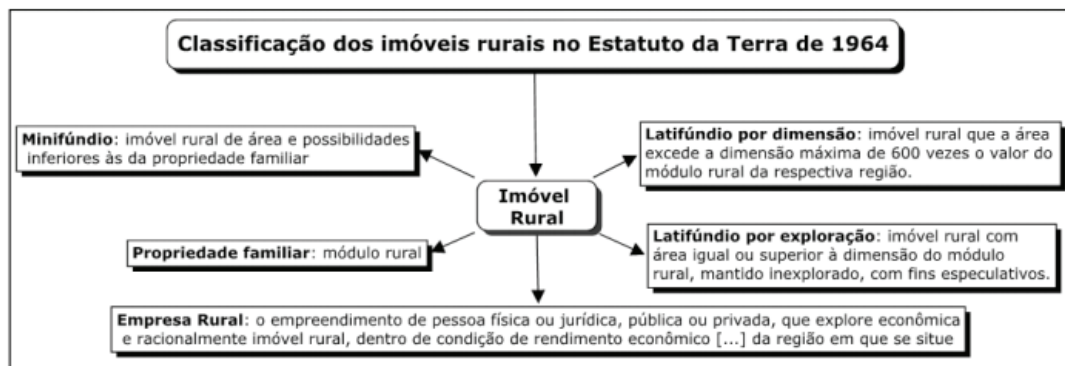 Classificação dos imóveis rurais no Estatuto da Terra de 1964
Minifúndio: imóvel rural de área e possibilidades
inferiores às da propriedade familiar
Latifúndio por dimensão: imóvel rural que a área
excede a dimensão máxima de 600 vezes o valor do
módulo rural da respectiva região.
Imóvel
Rural
Propriedade familiar: módulo rural
Latifúndio por exploração: imóvel rural com
área igual ou superior à dimensão do módulo
rural, mantido inexplorado, com fins especulativos.
Empresa Rural: o empreendimento de pessoa física ou jurídica, pública ou privada, que explore econômica
e racionalmente imóvel rural, dentro de condição de rendimento econômico [...] da região em que se situe